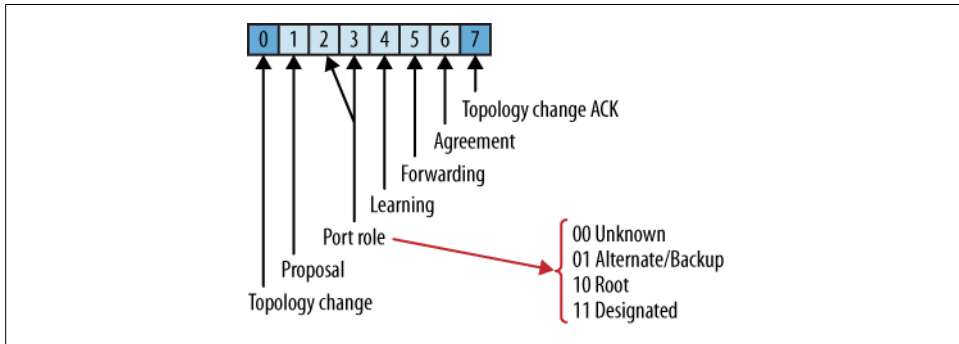 0 1 2 3 4 5 6 7
Topology change ACK
Agreement
Forwarding
Learning
Port role
Proposal
Topology change
00 Unknown
01 Alternate/Backup
10 Root
11 Designated